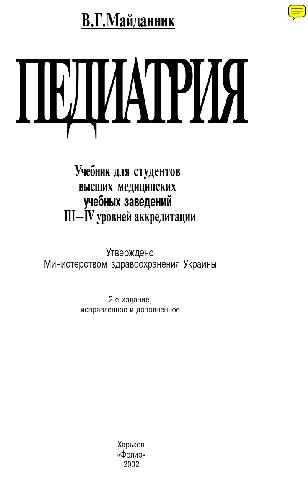 В.Г.Майданник
ПЕДИАТРИЯ
Учебник для студентов
высших медицинских
учебных заведений
III—IV уровней аккредитации
Утверждено
Министерством здравоохранения Украины
2-е издание,
исправленное и дополненное
Харьков
«Фолио»
2002